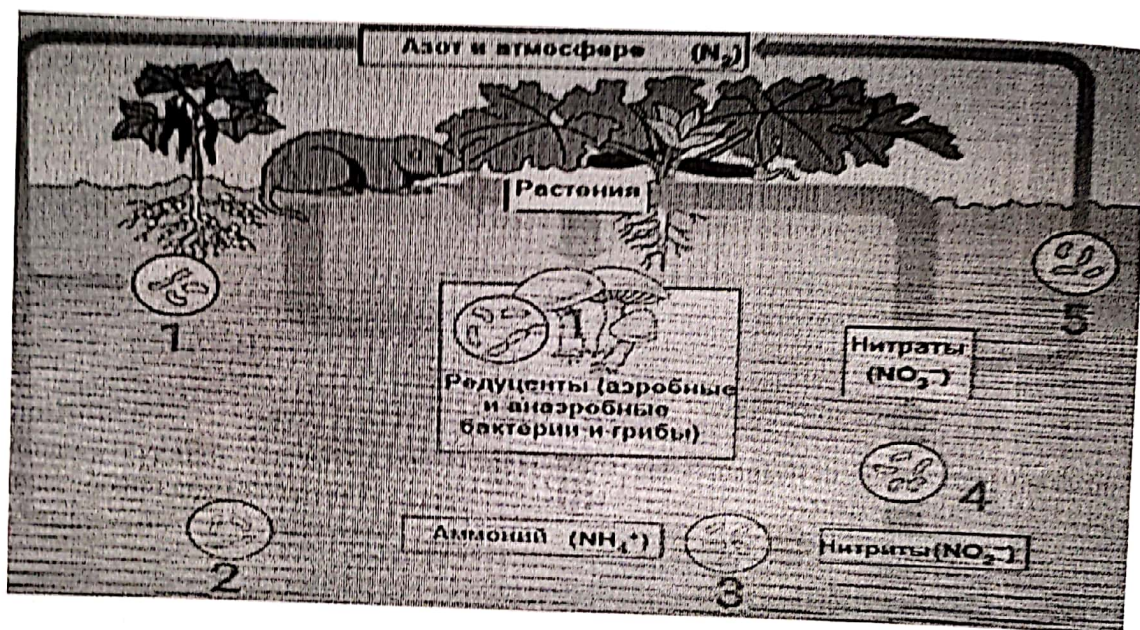 Азот и атмосфере (N₂)
Растения
1
5
Нитраты
(NO₃⁻)
Редуценты (аэробные
и анаэробные
бактерии и грибы)
4
Аммоний (NH₄⁺)
Нитриты (NO₂⁻)
2
3